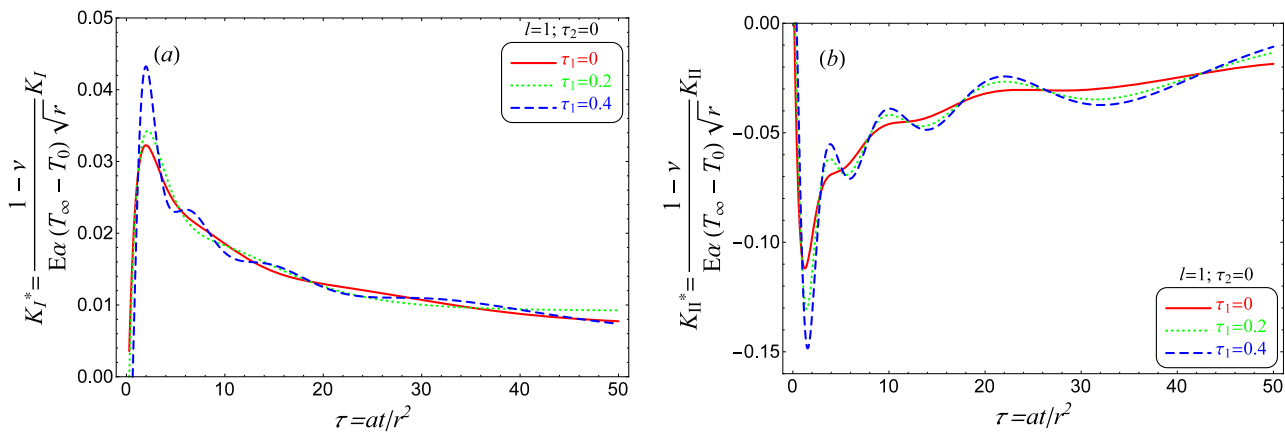 (a)
l=1; τ₂=0
τ₁=0
τ₁=0.2
τ₁=0.4
K_I* = (1 − ν) / (Eα (T∞ − T₀) √r) K_I
0.05
0.04
0.03
0.02
0.01
0.00
0 10 20 30 40 50
τ = at/r²
(b)
K_II* = (1 − ν) / (Eα (T∞ − T₀) √r) K_II
0.00
−0.05
−0.10
−0.15
l=1; τ₂=0
τ₁=0
τ₁=0.2
τ₁=0.4
0 10 20 30 40 50
τ = at/r²